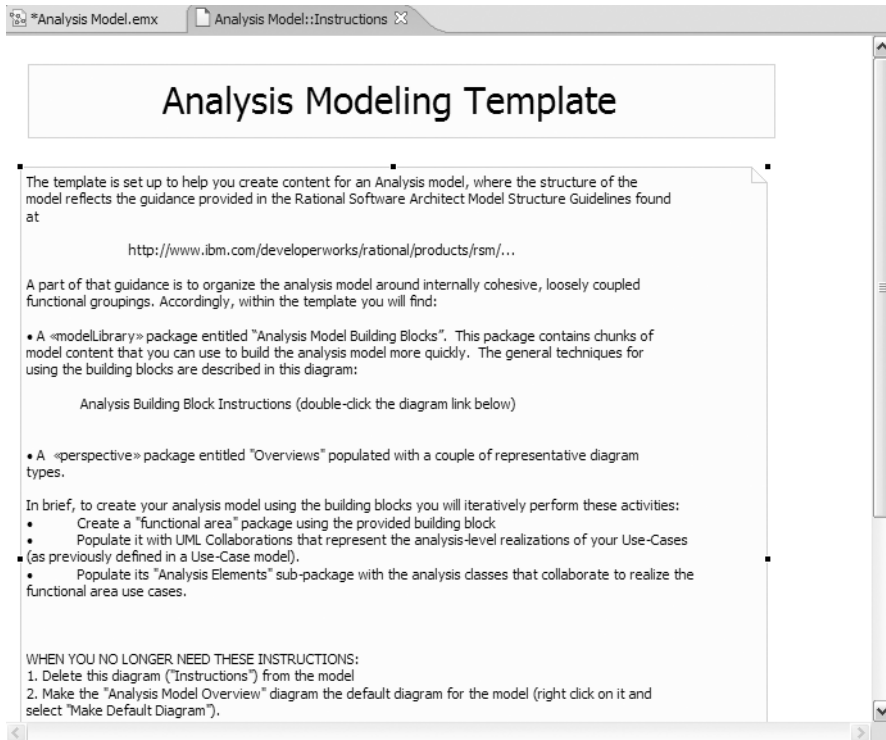 *Analysis Model.emx
Analysis Model::Instructions
Analysis Modeling Template
The template is set up to help you create content for an Analysis model, where the structure of the
model reflects the guidance provided in the Rational Software Architect Model Structure Guidelines found
at
http://www.ibm.com/developerworks/rational/products/rsm/...
A part of that guidance is to organize the analysis model around internally cohesive, loosely coupled
functional groupings. Accordingly, within the template you will find:
• A «modelLibrary» package entitled "Analysis Model Building Blocks".  This package contains chunks of
model content that you can use to build the analysis model more quickly.  The general techniques for
using the building blocks are described in this diagram:
Analysis Building Block Instructions (double-click the diagram link below)
• A  «perspective» package entitled "Overviews" populated with a couple of representative diagram
types.
In brief, to create your analysis model using the building blocks you will iteratively perform these activities:
• Create a "functional area" package using the provided building block
• Populate it with UML Collaborations that represent the analysis-level realizations of your Use-Cases
(as previously defined in a Use-Case model).
• Populate its "Analysis Elements" sub-package with the analysis classes that collaborate to realize the
functional area use cases.
WHEN YOU NO LONGER NEED THESE INSTRUCTIONS:
1. Delete this diagram ("Instructions") from the model
2. Make the "Analysis Model Overview" diagram the default diagram for the model (right click on it and
select "Make Default Diagram").